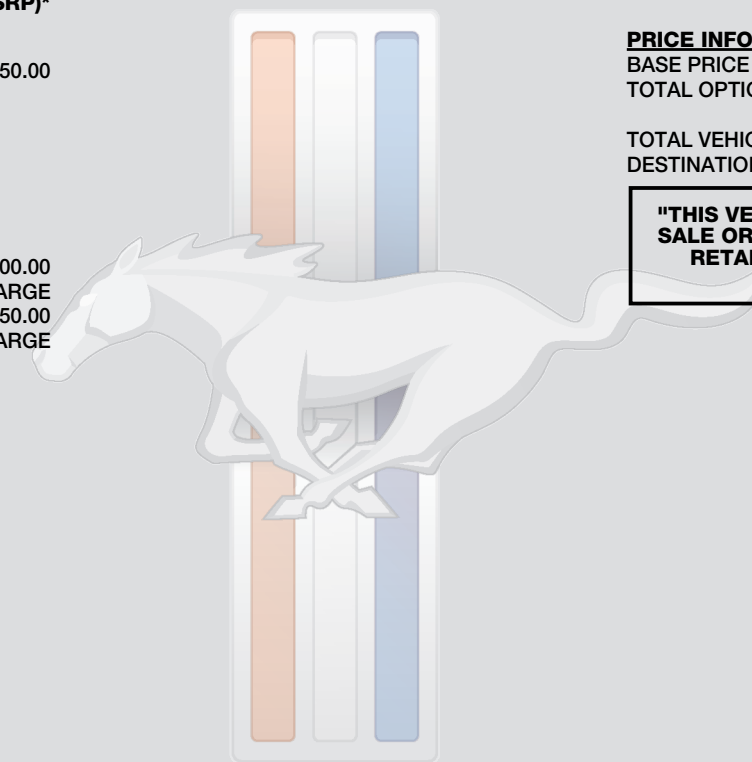 SRP)*
50.00
00.00
ARGE
50.00
ARGE
PRICE INFO
BASE PRICE
TOTAL OPTIO
TOTAL VEHIC
DESTINATION
"THIS VE
SALE OR
RETAI